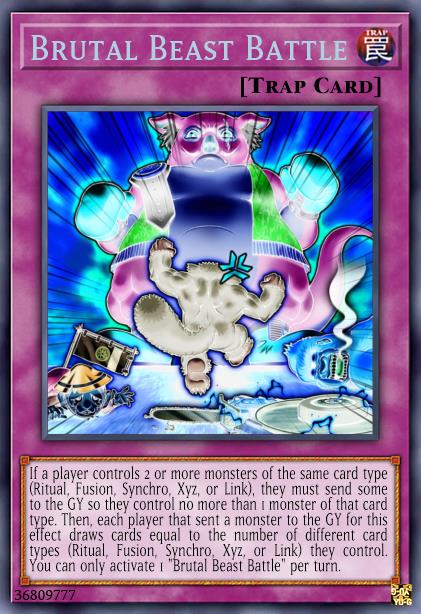 BRUTAL BEAST BATTLE
TRAP
罠
[TRAP CARD]
If a player controls 2 or more monsters of the same card type
(Ritual, Fusion, Synchro, Xyz, or Link), they must send some
to the GY so they control no more than 1 monster of that card
type. Then, each player that sent a monster to the GY for this
effect draws cards equal to the number of different card
types (Ritual, Fusion, Synchro, Xyz, or Link) they control.
You can only activate 1 "Brutal Beast Battle" per turn.
36809777